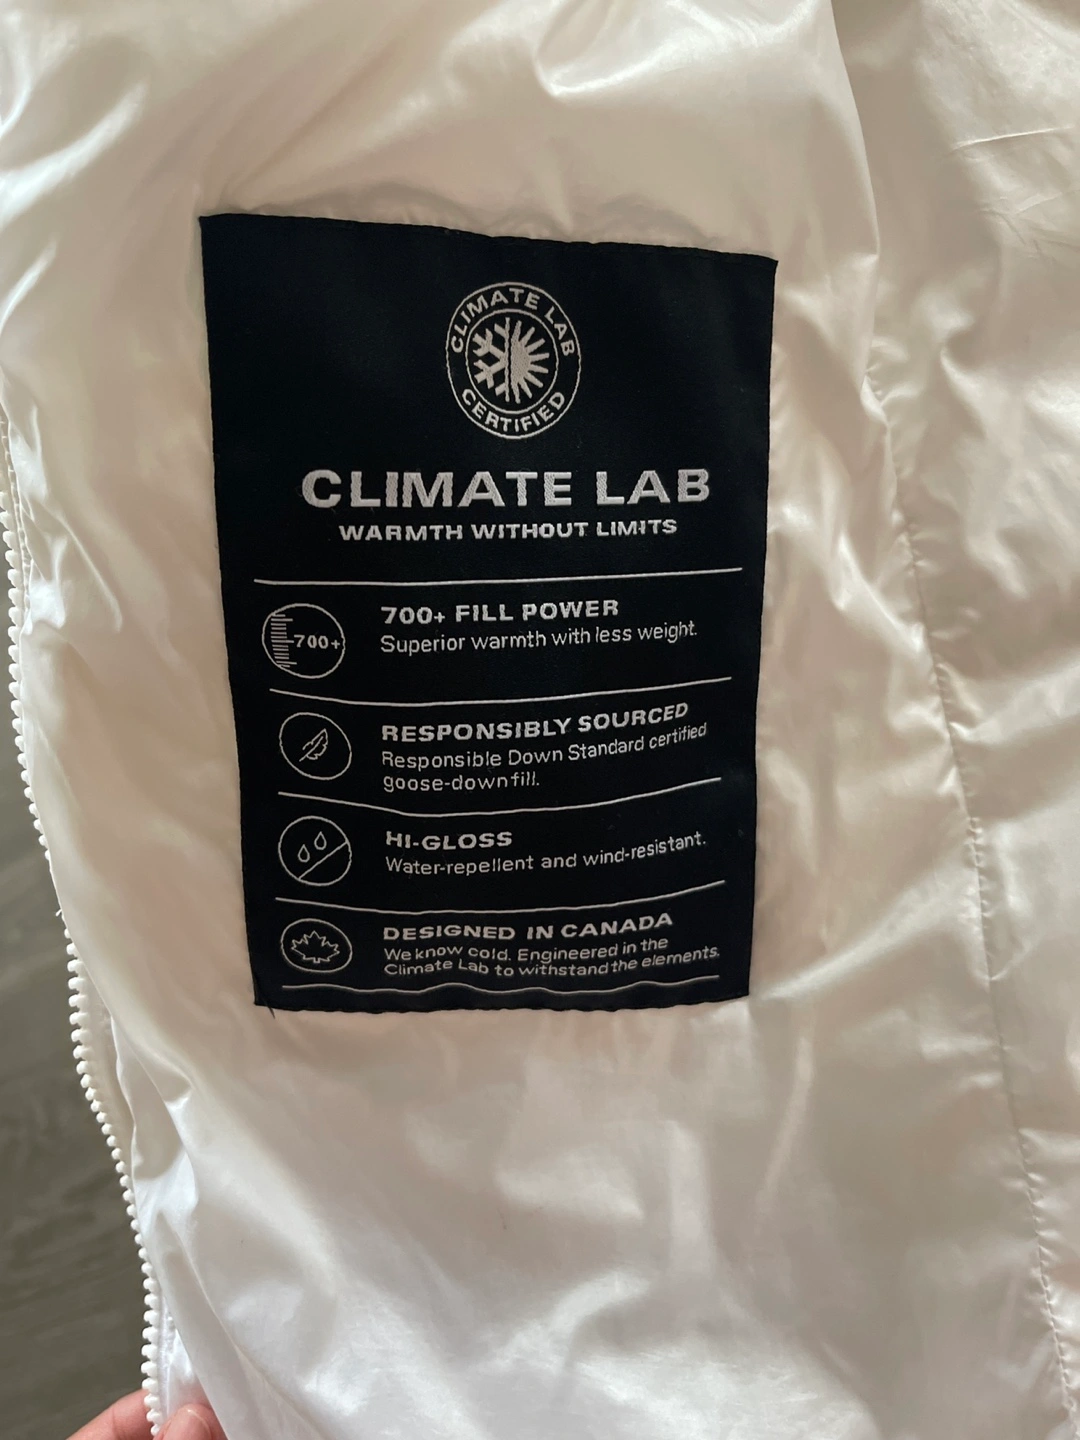 CLIMATE LAB
CERTIFIED
CLIMATE LAB
WARMTH WITHOUT LIMITS
700+
700+ FILL POWER
Superior warmth with less weight.
RESPONSIBLY SOURCED
Responsible Down Standard certified
goose-down fill.
HI-GLOSS
Water-repellent and wind-resistant.
DESIGNED IN CANADA
We know cold. Engineered in the
Climate Lab to withstand the elements.